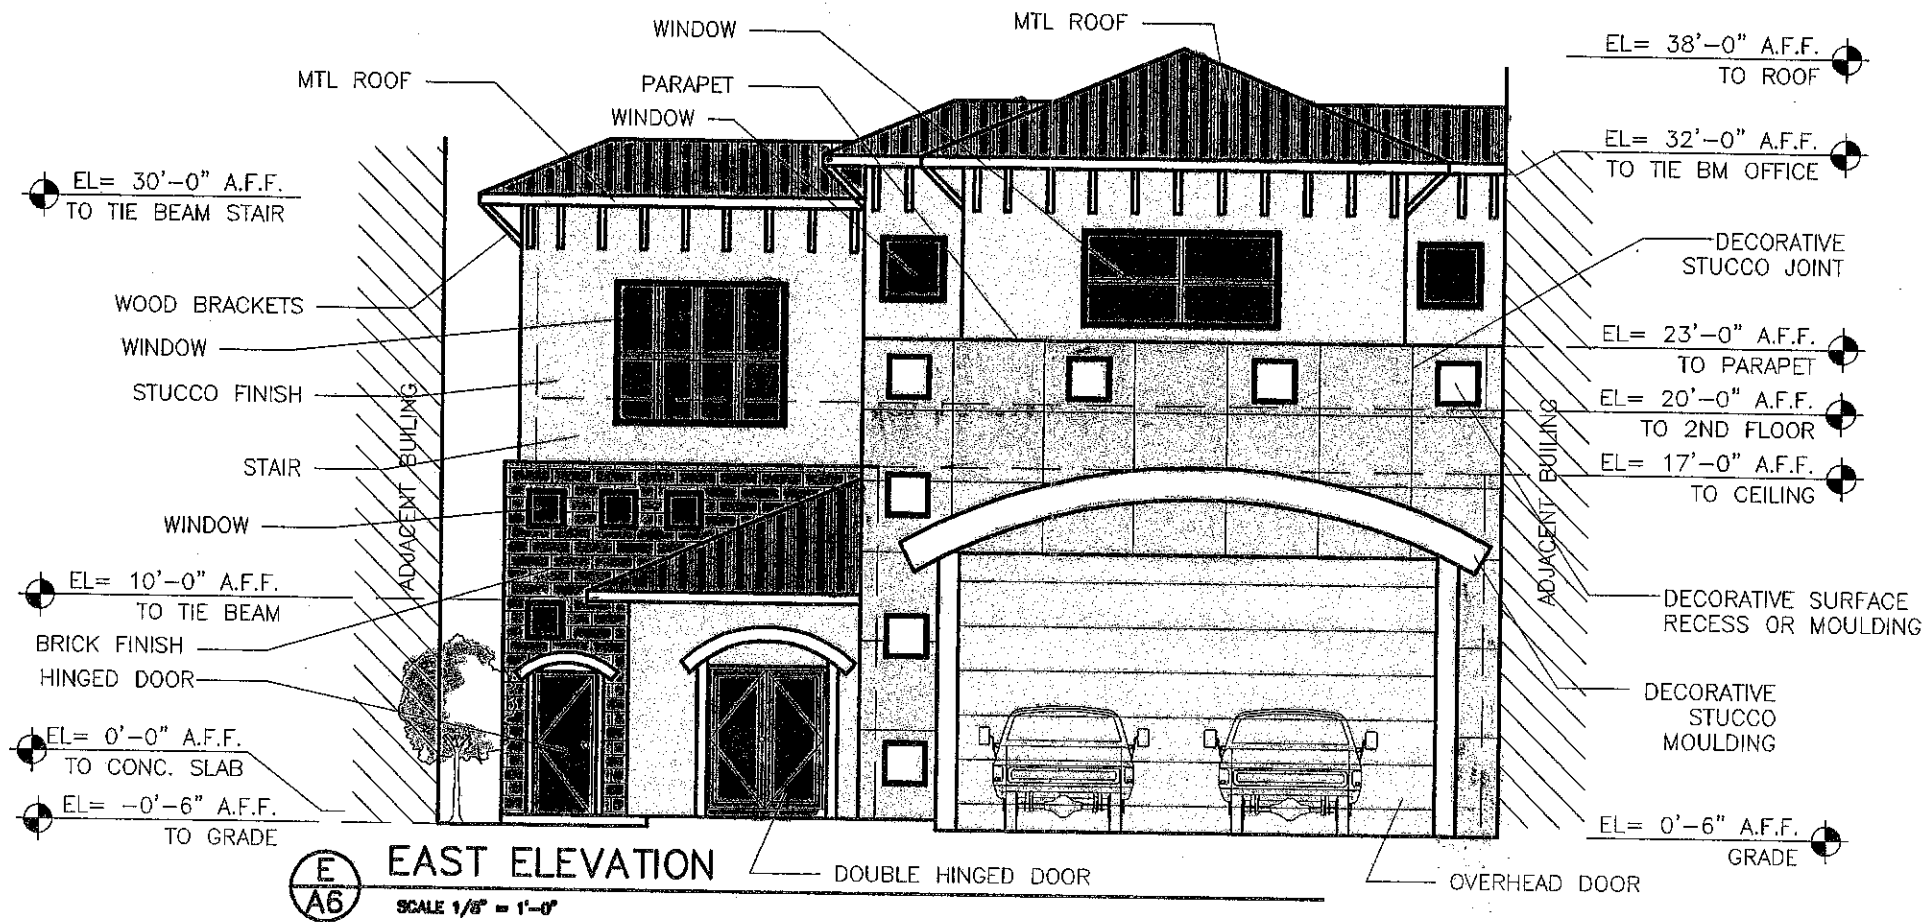 WINDOW
MTL ROOF
EL= 38'-0" A.F.F.
TO ROOF
MTL ROOF
PARAPET
WINDOW
EL= 32'-0" A.F.F.
TO TIE BM OFFICE
EL= 30'-0" A.F.F.
TO TIE BEAM STAIR
DECORATIVE
STUCCO JOINT
WOOD BRACKETS
WINDOW
EL= 23'-0" A.F.F.
TO PARAPET
STUCCO FINISH
EL= 20'-0" A.F.F.
TO 2ND FLOOR
STAIR
EL= 17'-0" A.F.F.
TO CEILING
ADJACENT BUILING
ADJACENT BUILING
WINDOW
EL= 10'-0" A.F.F.
TO TIE BEAM
DECORATIVE SURFACE
RECESS OR MOULDING
BRICK FINISH
HINGED DOOR
DECORATIVE
STUCCO
MOULDING
EL= 0'-0" A.F.F.
TO CONC. SLAB
EL= -0'-6" A.F.F.
TO GRADE
EL= 0'-6" A.F.F.
GRADE
E
A6
EAST ELEVATION
SCALE 1/8" = 1'-0"
DOUBLE HINGED DOOR
OVERHEAD DOOR